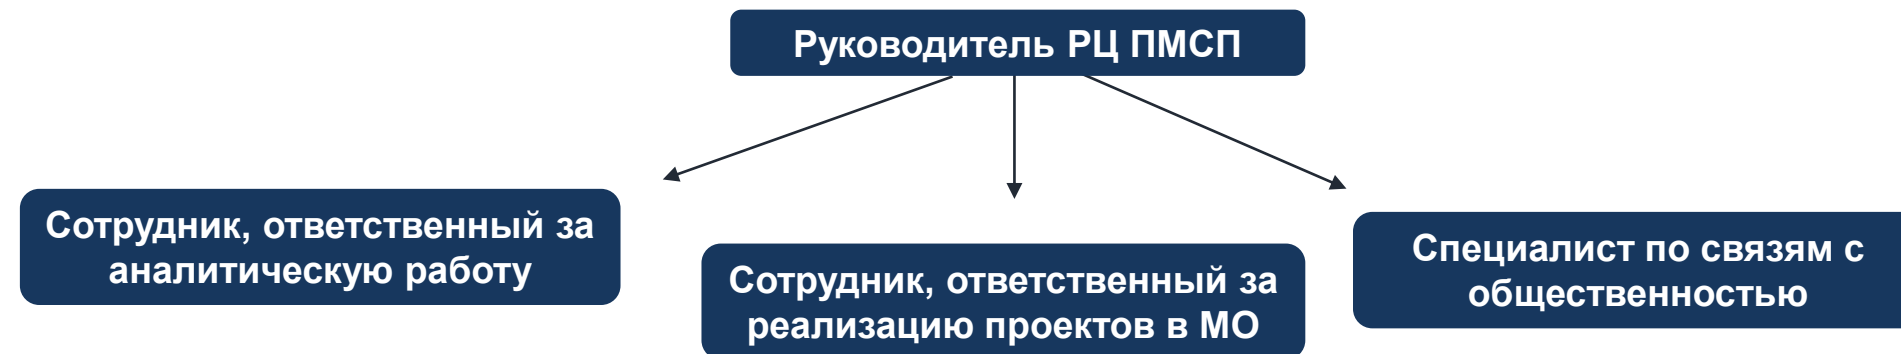 Руководитель РЦ ПМСП
Сотрудник, ответственный за
аналитическую работу
Сотрудник, ответственный за
реализацию проектов в МО
Специалист по связям с
общественностью